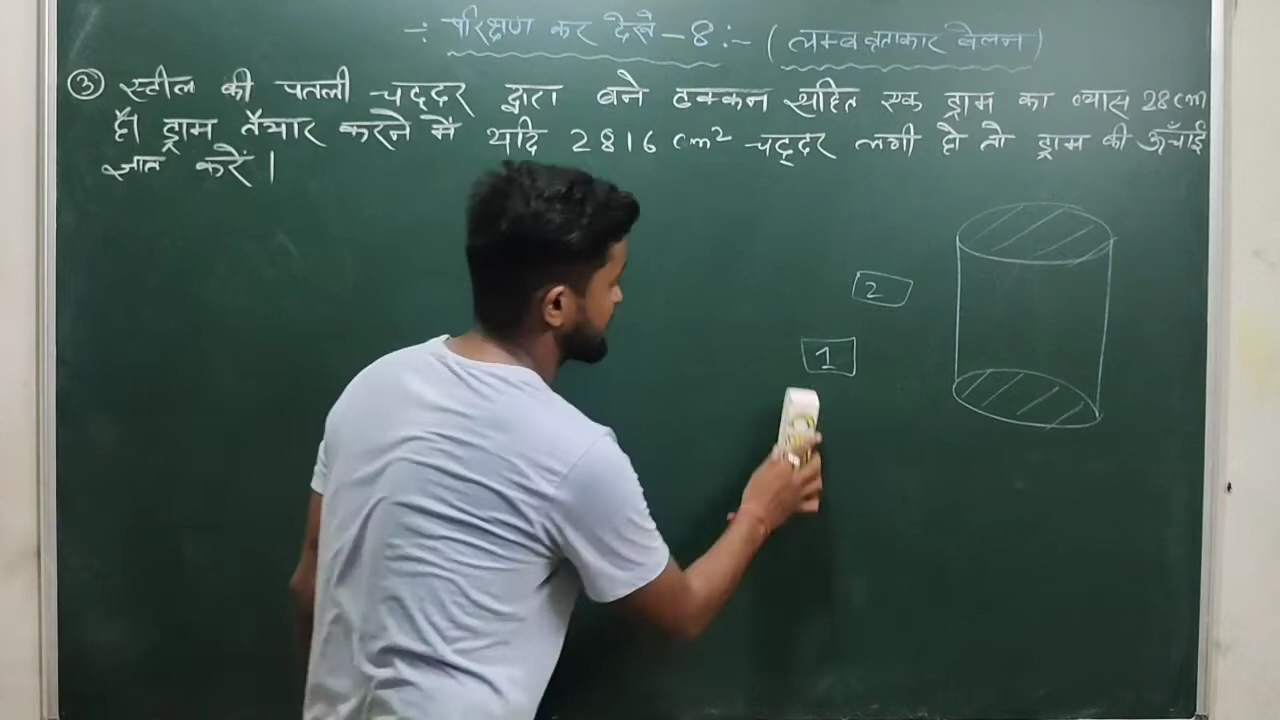 -: परिक्षण कर देखे - 8 :- (लम्ब वृताकार बेलन)
③ स्टील की पतली चद्दर द्वारा बने ढक्कन सहित एक ड्राम का व्यास 28 cm
हैं। ड्राम तैयार करने में यदि 2816 cm² चद्दर लगी हो तो ड्राम की ऊँचाई
ज्ञात करें।
2
1